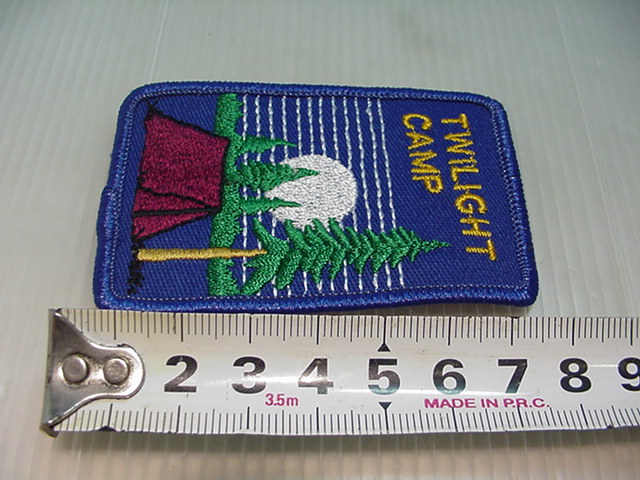 TWILIGHT
CAMP
2 3 4 5 6 7 8 9
3.5m MADE IN P.R.C.